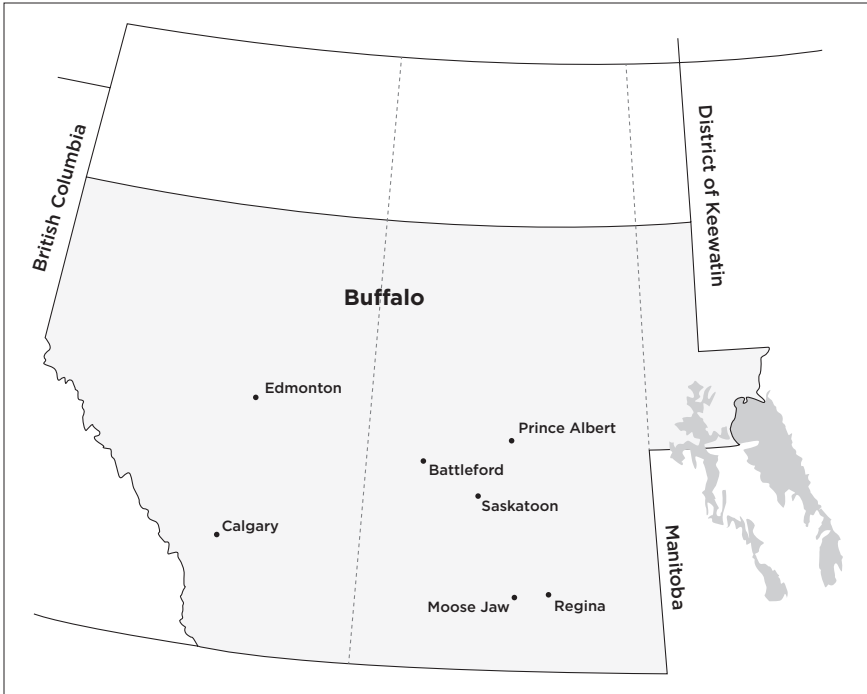 British Columbia
District of Keewatin
Buffalo
Edmonton
Prince Albert
Battleford
Saskatoon
Calgary
Manitoba
Moose Jaw
Regina